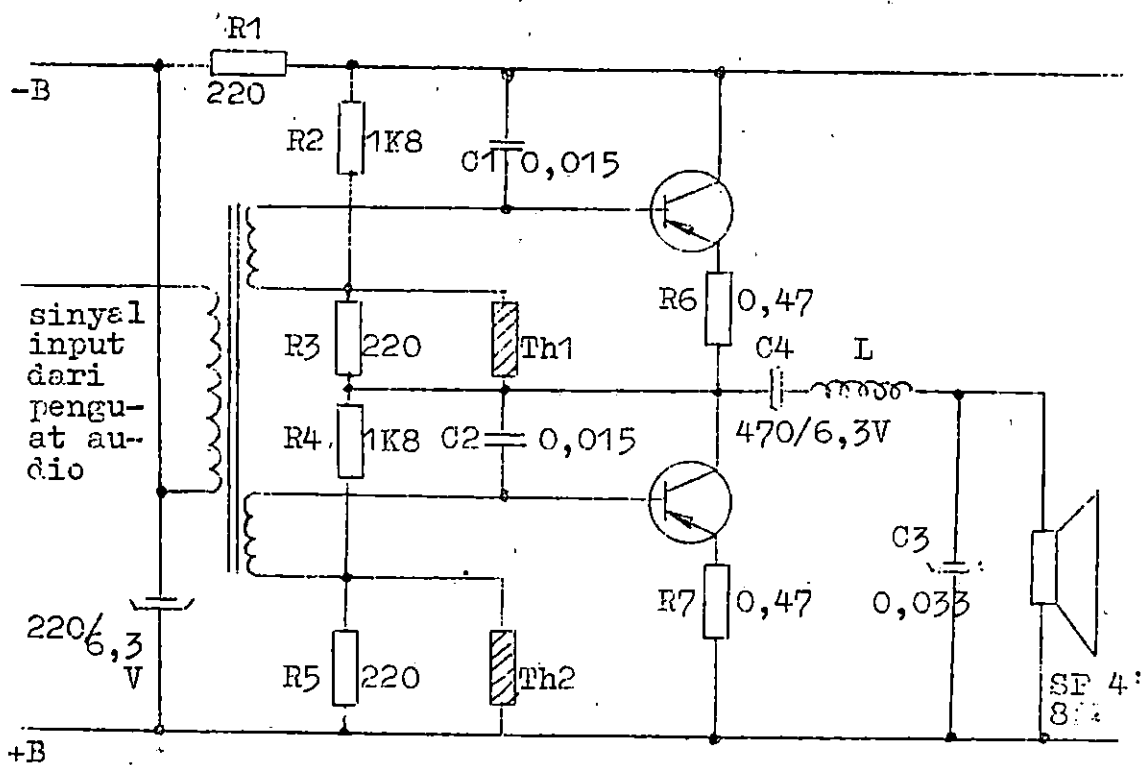 R1
-B
220
R2 1K8
C1 0,015
sinyal
input
dari
pengu-
at au-
dio
R3 220
Th1
R6 0,47
C4 L
470/6,3V
R4 1K8
C2 0,015
C3
0,033
R7 0,47
220/6,3
V
R5 220
Th2
SP 4"
+B